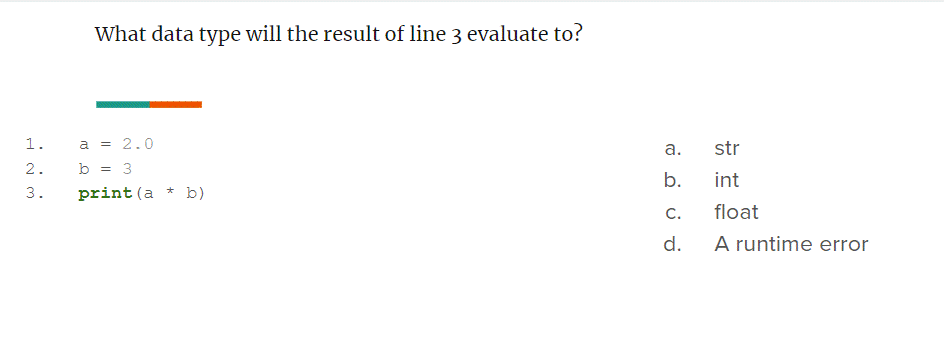 What data type will the result of line 3 evaluate to?
1. a = 2.0
2. b = 3
3. print(a * b)
a. str
b. int
c. float
d. A runtime error